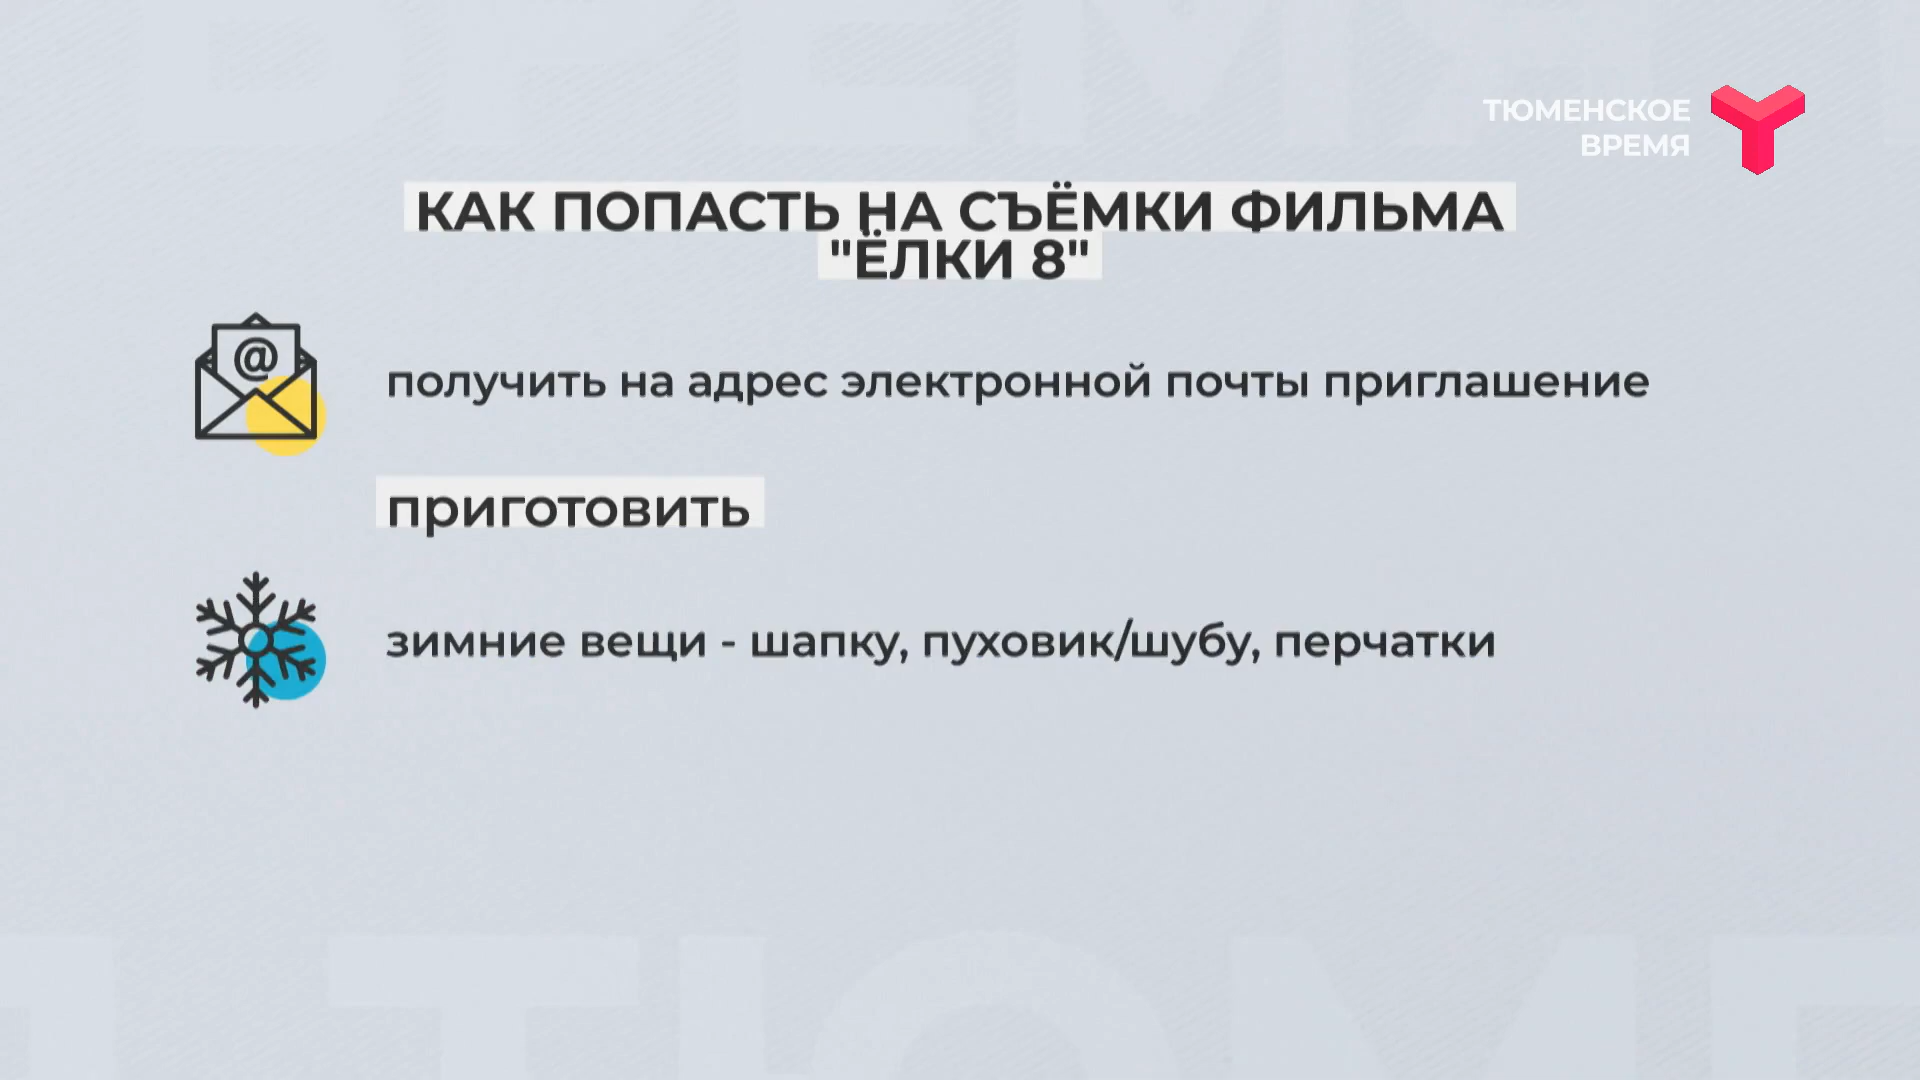 ТЮМЕНСКОЕ
ВРЕМЯ
КАК ПОПАСТЬ НА СЪЁМКИ ФИЛЬМА
"ЁЛКИ 8"
@
получить на адрес электронной почты приглашение
приготовить
зимние вещи - шапку, пуховик/шубу, перчатки